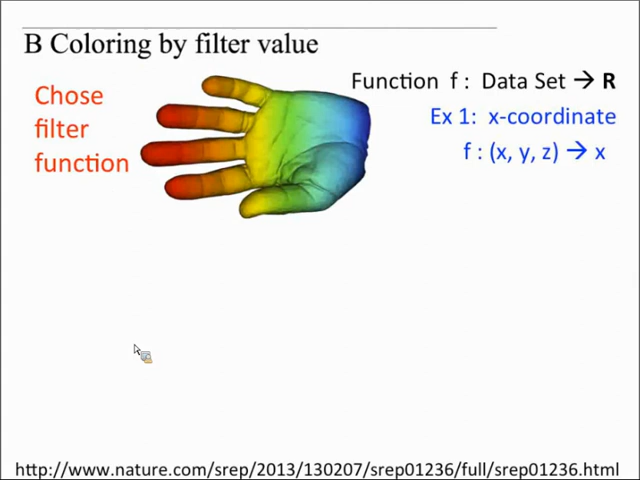 B Coloring by filter value
Chose
filter
function
Function f : Data Set → R
Ex 1: x-coordinate
f : (x, y, z) → x
http://www.nature.com/srep/2013/130207/srep01236/full/srep01236.html